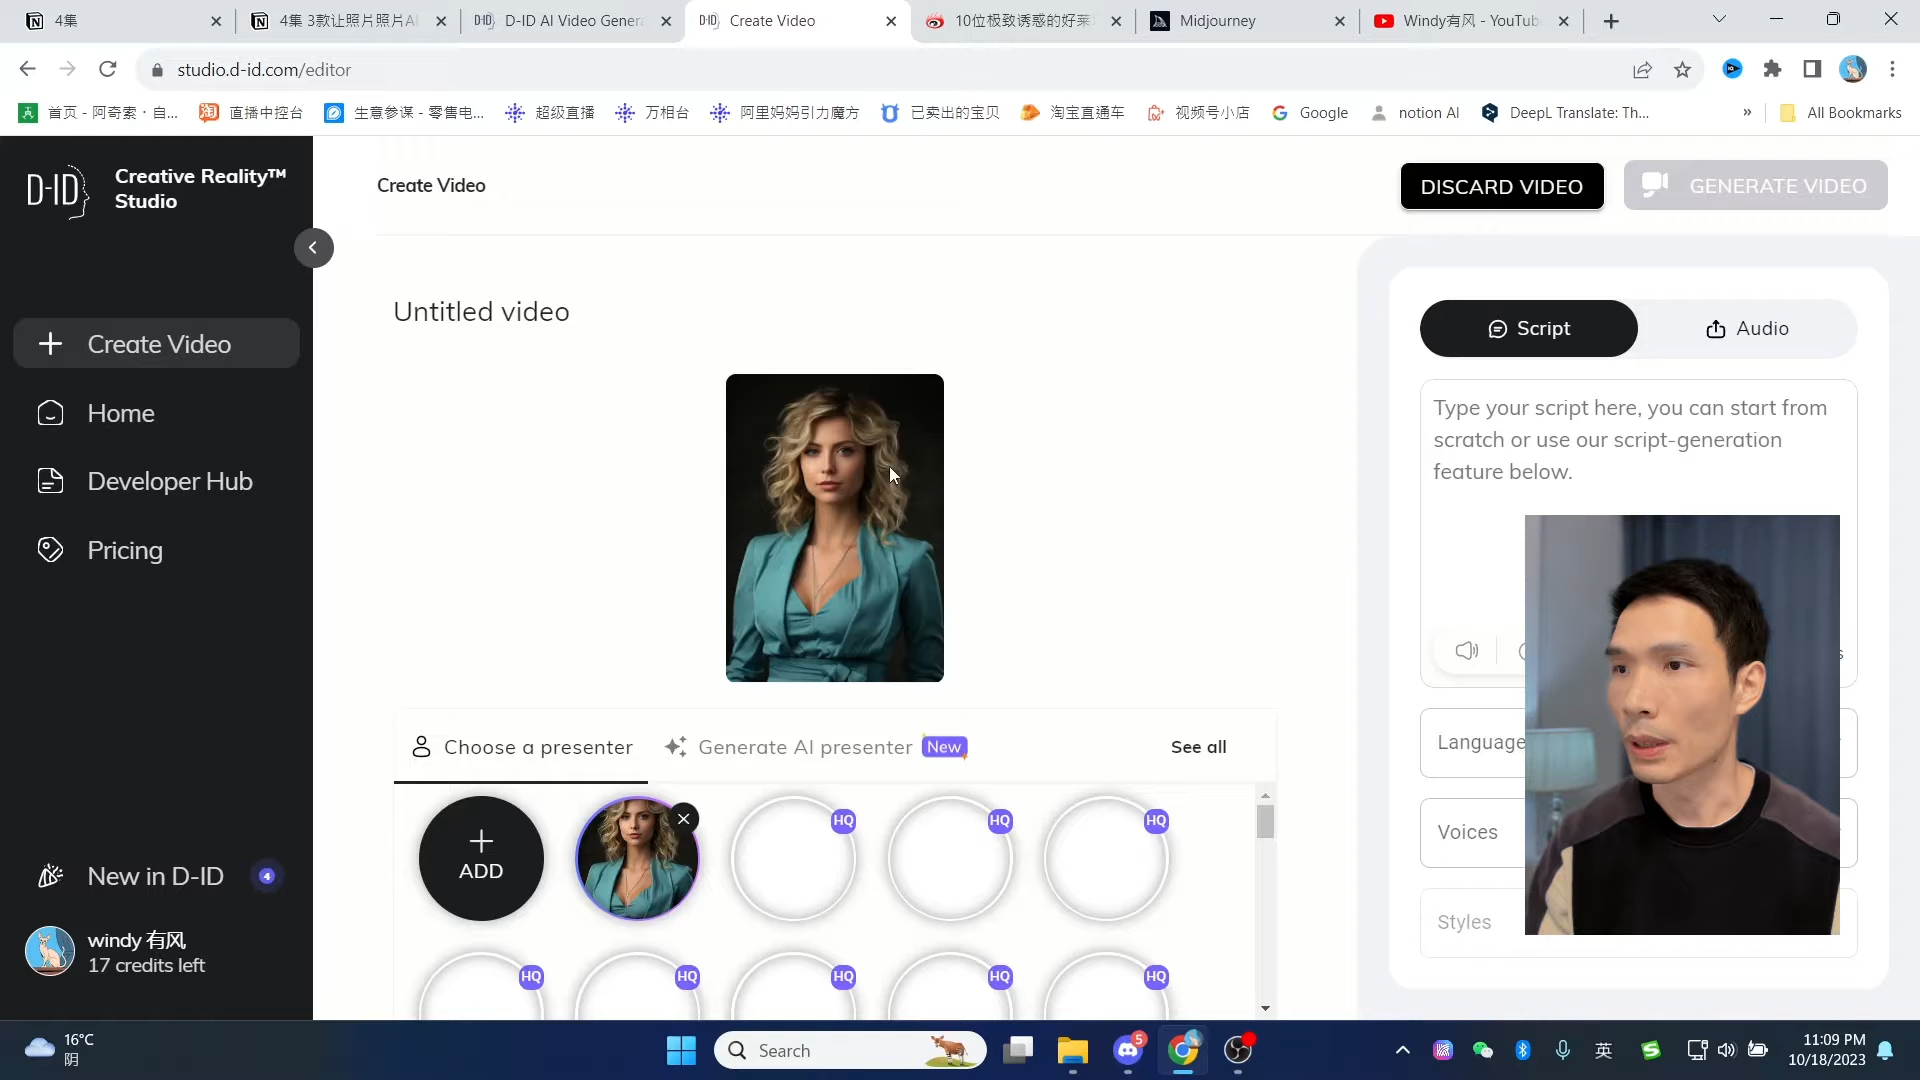 4集
4集 3款让照片照片AI
D-ID AI Video Genera
Create Video
10位极致诱惑的好莱
Midjourney
Windy有风 - YouTub
studio.d-id.com/editor
首页 - 阿奇索 · 自...
直播中控台
生意参谋 - 零售电...
超级直播
万相台
阿里妈妈引力魔方
已卖出的宝贝
淘宝直通车
视频号小店
Google
notion AI
DeepL Translate: Th...
»
All Bookmarks
D-ID
Creative Reality™
Studio
Create Video
DISCARD VIDEO
GENERATE VIDEO
Untitled video
Create Video
Home
Developer Hub
Pricing
Script
Audio
Type your script here, you can start from
scratch or use our script-generation
feature below.
s
Choose a presenter
Generate AI presenter
New
See all
Language
ADD
HQ
HQ
HQ
Voices
New in D-ID
4
Styles
windy 有风
17 credits left
HQ
HQ
HQ
HQ
HQ
16°C
阴
Search
5
英
11:09 PM
10/18/2023